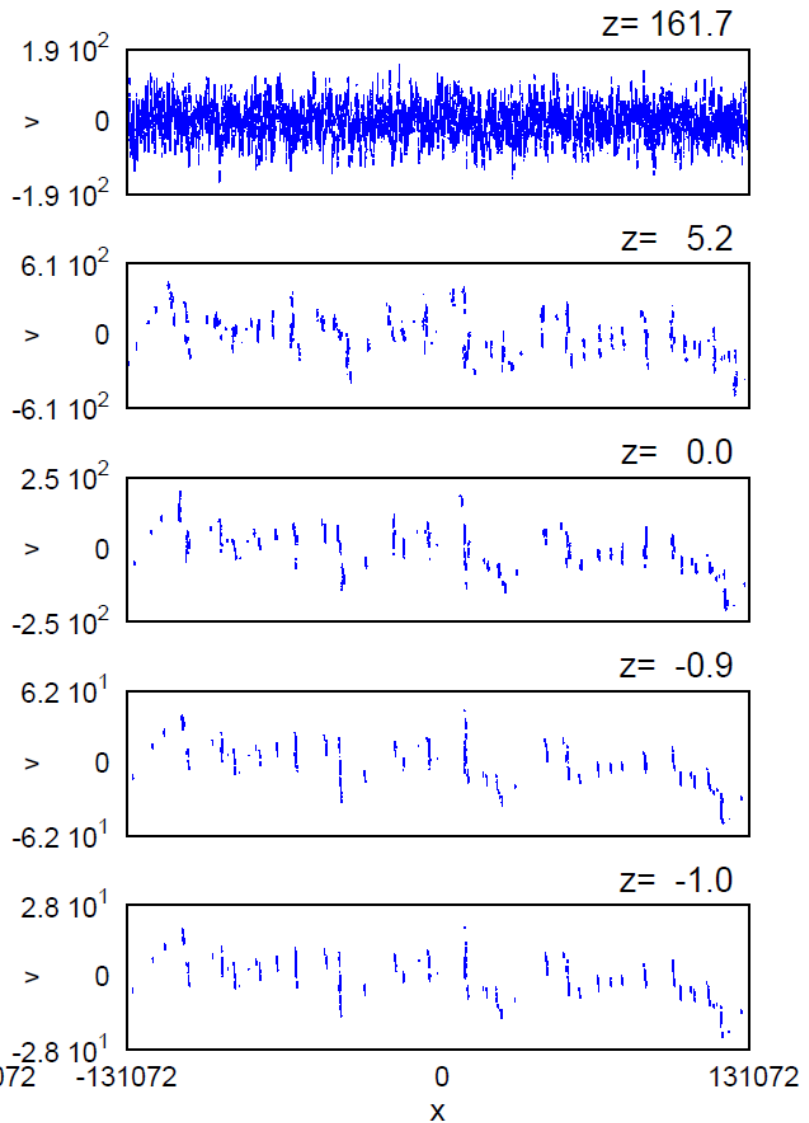 z= 161.7
1.9 10²
v
0
-1.9 10²
z= 5.2
6.1 10²
v
0
-6.1 10²
z= 0.0
2.5 10²
v
0
-2.5 10²
z= -0.9
6.2 10¹
v
0
-6.2 10¹
z= -1.0
2.8 10¹
v
0
-2.8 10¹
072 -131072 0 131072
x